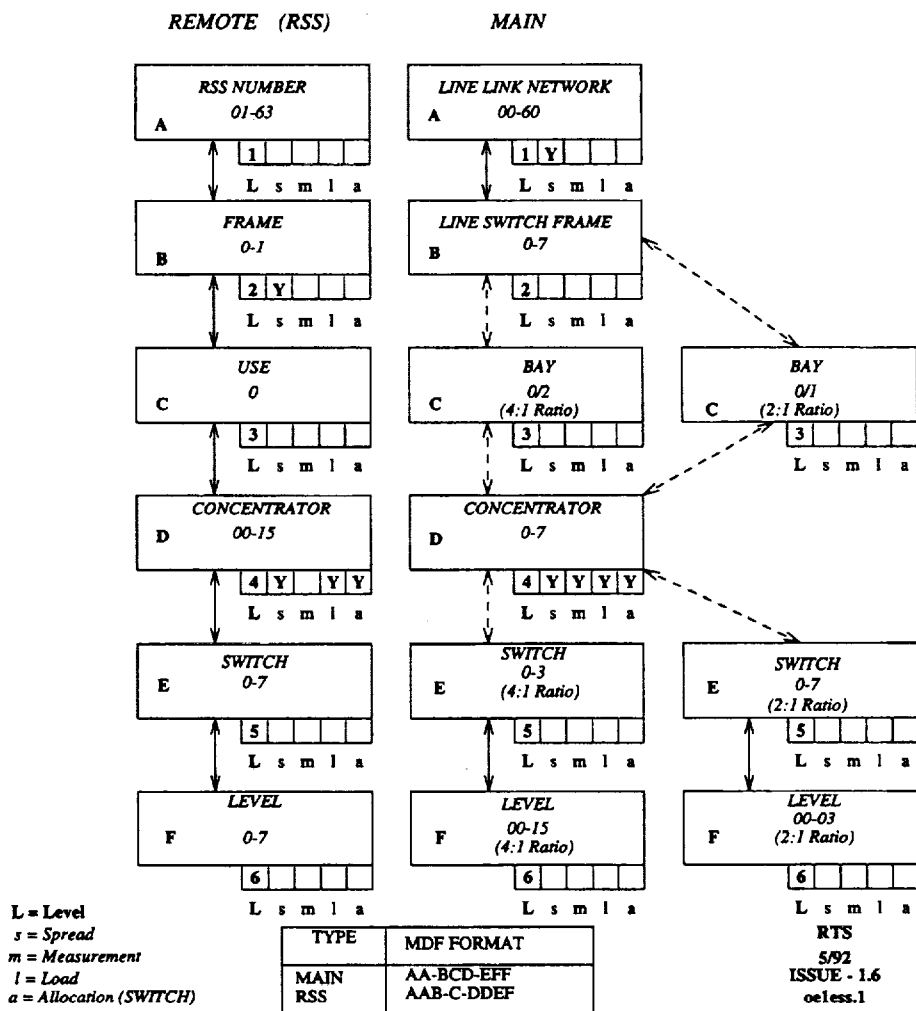 REMOTE (RSS) MAIN
RSS NUMBER
01-63
A
1
L s m l a
LINE LINK NETWORK
00-60
A
1 Y
L s m l a
FRAME
0-1
B
2 Y
L s m l a
LINE SWITCH FRAME
0-7
B
2
L s m l a
USE
0
C
3
L s m l a
BAY
0/2
C
(4:1 Ratio)
3
L s m l a
BAY
0/1
C
(2:1 Ratio)
3
L s m l a
CONCENTRATOR
00-15
D
4 Y Y Y
L s m l a
CONCENTRATOR
0-7
D
4 Y Y Y Y
L s m l a
SWITCH
0-7
E
5
L s m l a
SWITCH
0-3
E
(4:1 Ratio)
5
L s m l a
SWITCH
0-7
E
(2:1 Ratio)
5
L s m l a
LEVEL
F 0-7
6
L s m l a
LEVEL
00-15
F
(4:1 Ratio)
6
L s m l a
LEVEL
00-03
F
(2:1 Ratio)
6
L s m l a
L = Level
s = Spread
m = Measurement
l = Load
a = Allocation (SWITCH)
TYPE MDF FORMAT
MAIN AA-BCD-EFF
RSS AAB-C-DDEF
RTS
5/92
ISSUE - 1.6
oe1ess.1